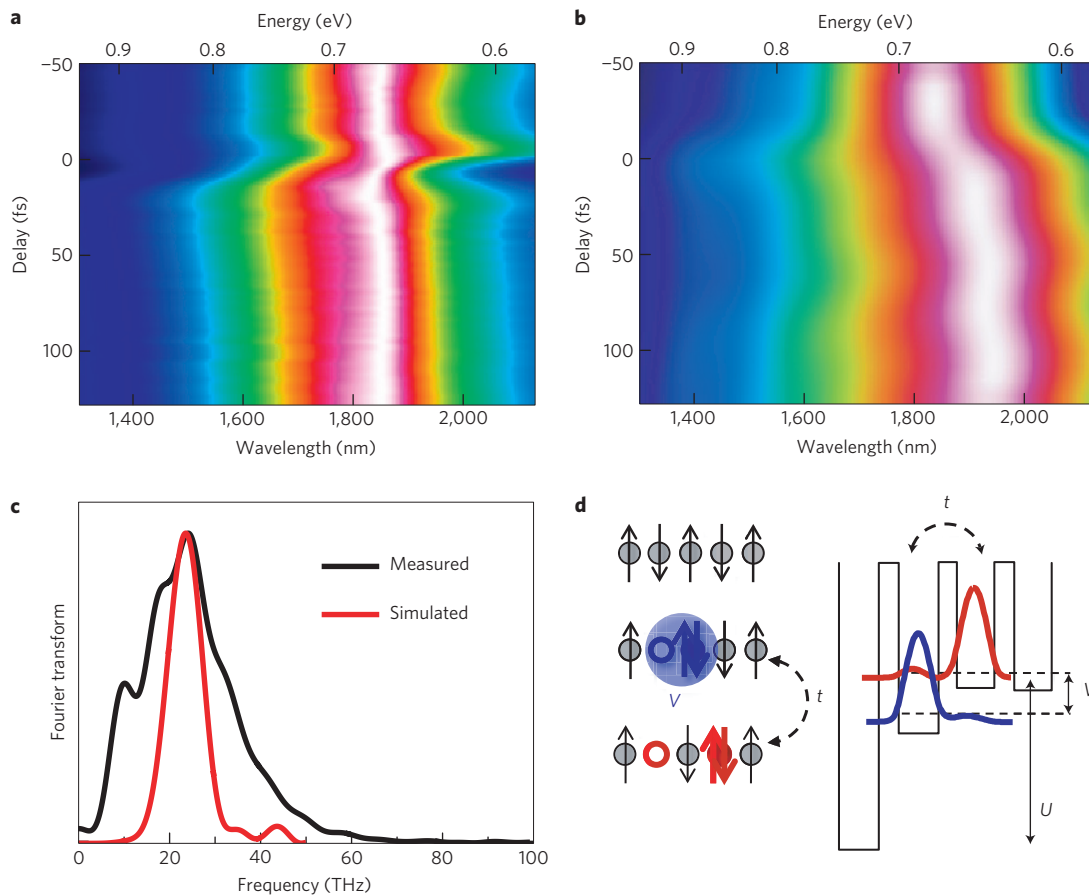 a
Energy (eV)
0.9 0.8 0.7 0.6
−50
0
50
100
Delay (fs)
1,400 1,600 1,800 2,000
Wavelength (nm)
b
Energy (eV)
0.9 0.8 0.7 0.6
−50
0
50
100
Delay (fs)
1,400 1,600 1,800 2,000
Wavelength (nm)
c
Measured
Simulated
Fourier transform
0 20 40 60 80 100
Frequency (THz)
d
V
t
t
U